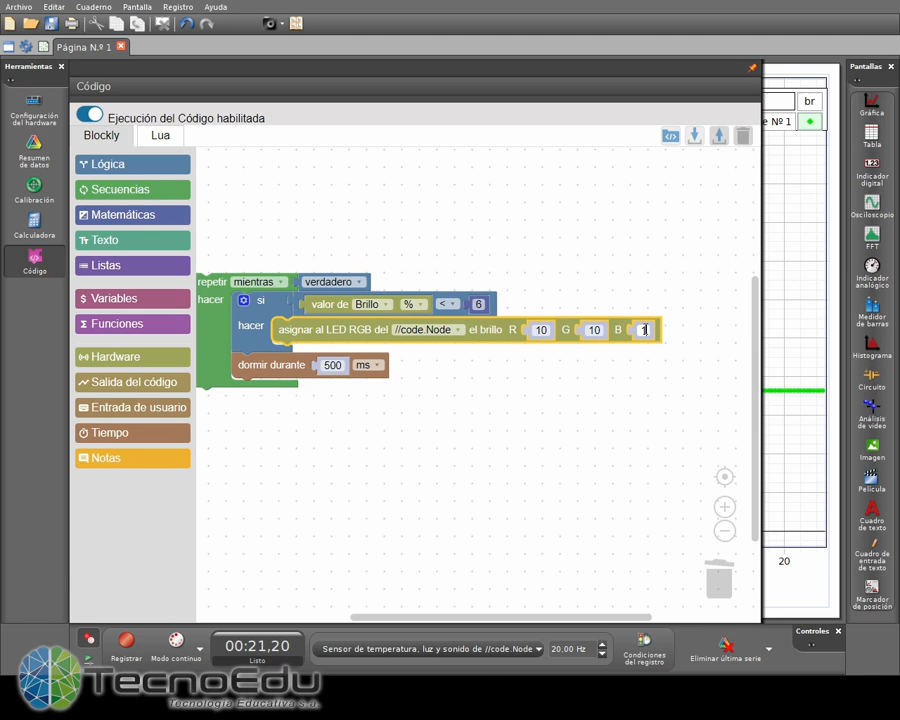 Archivo Editar Cuaderno Pantalla Registro Ayuda
Página N.º 1
Herramientas
Pantallas
Configuración del hardware
Resumen de datos
Calibración
Calculadora
Código
Código
Ejecución del Código habilitada
Blockly Lua
Lógica
Secuencias
Matemáticas
Texto
Listas
Variables
Funciones
Hardware
Salida del código
Entrada de usuario
Tiempo
Notas
repetir mientras verdadero
hacer si valor de Brillo % < 6
hacer asignar al LED RGB del //code.Node el brillo R 10 G 10 B 1
dormir durante 500 ms
br
e Nº 1
20
Gráfica
Tabla
1.23
Indicador digital
Osciloscopio
FFT
Indicador analógico
Medidor de barras
Histograma
Circuito
Análisis de video
Imagen
Película
Cuadro de texto
Cuadro de entrada de texto
Marcador de posición
Registrar
Modo continuo
00:21,20
Listo
Sensor de temperatura, luz y sonido de //code.Node
20,00 Hz
Condiciones del registro
Eliminar última serie
Controles
TecnoEdu
Tecnología Educativa s.a.